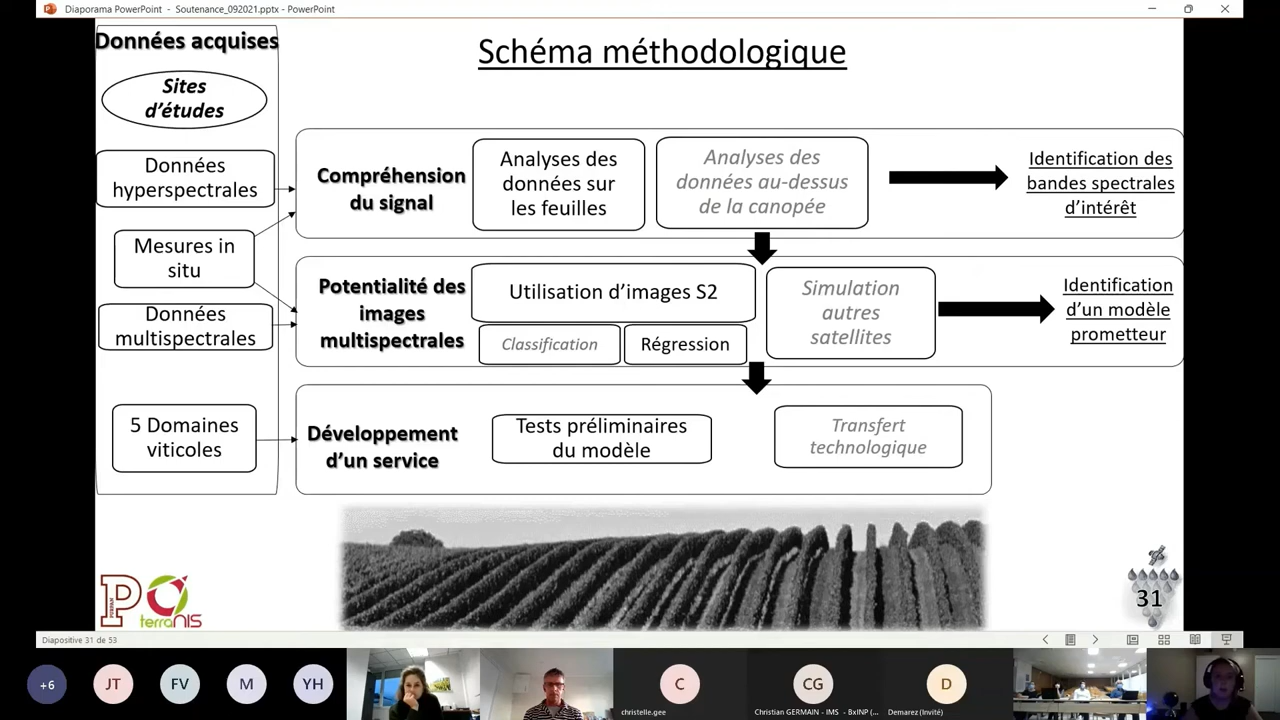 Diaporama PowerPoint - Soutenance_092021.pptx - PowerPoint
Données acquises
Schéma méthodologique
Sites
d’études
Données
hyperspectrales
Mesures in
situ
Données
multispectrales
5 Domaines
viticoles
Compréhension
du signal
Analyses des
données sur
les feuilles
Analyses des
données au-dessus
de la canopée
Identification des
bandes spectrales
d’intérêt
Potentialité des
images
multispectrales
Utilisation d’images S2
Classification
Régression
Simulation
autres
satellites
Identification
d’un modèle
prometteur
Développement
d’un service
Tests préliminaires
du modèle
Transfert
technologique
P
PURPAN
terraNIS
31
Diapositive 31 de 53
+6
JT
FV
M
YH
C
christelle.gee
CG
Christian GERMAIN - IMS - BxINP (...
D
Demarez (Invité)